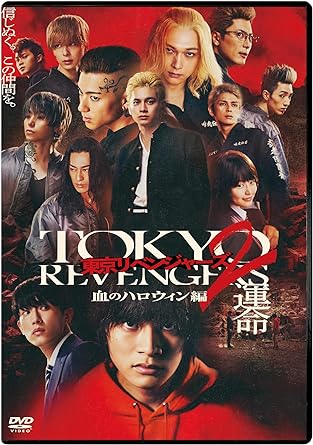 信じぬく。この仲間を。
TOKYO
東京リベンジャーズ2
REVENGERS
血のハロウィン編
運命
DVD
VIDEO